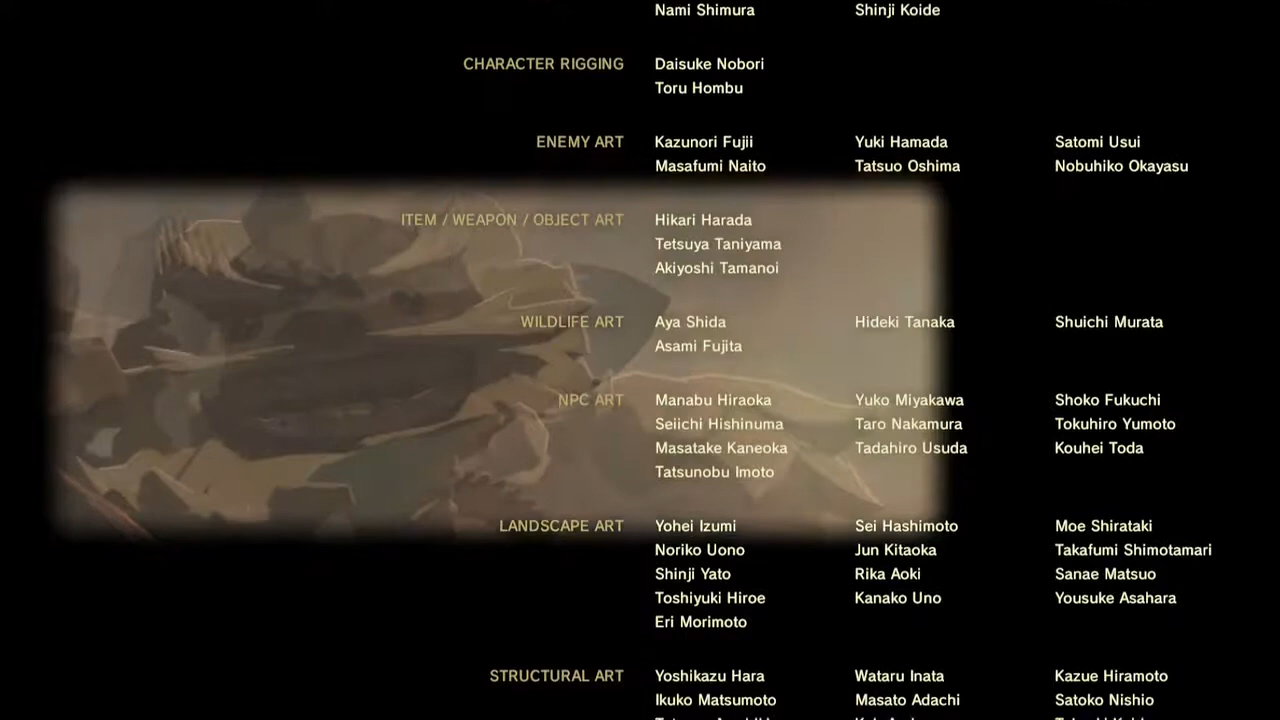 Nami Shimura Shinji Koide
CHARACTER RIGGING Daisuke Nobori
Toru Hombu
ENEMY ART Kazunori Fujii Yuki Hamada Satomi Usui
Masafumi Naito Tatsuo Oshima Nobuhiko Okayasu
ITEM / WEAPON / OBJECT ART Hikari Harada
Tetsuya Taniyama
Akiyoshi Tamanoi
WILDLIFE ART Aya Shida Hideki Tanaka Shuichi Murata
Asami Fujita
NPC ART Manabu Hiraoka Yuko Miyakawa Shoko Fukuchi
Seiichi Hishinuma Taro Nakamura Tokuhiro Yumoto
Masatake Kaneoka Tadahiro Usuda Kouhei Toda
Tatsunobu Imoto
LANDSCAPE ART Yohei Izumi Sei Hashimoto Moe Shirataki
Noriko Uono Jun Kitaoka Takafumi Shimotamari
Shinji Yato Rika Aoki Sanae Matsuo
Toshiyuki Hiroe Kanako Uno Yousuke Asahara
Eri Morimoto
STRUCTURAL ART Yoshikazu Hara Wataru Inata Kazue Hiramoto
Ikuko Matsumoto Masato Adachi Satoko Nishio